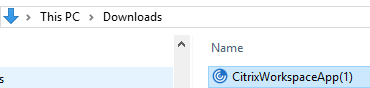 This PC > Downloads
Name
s
CitrixWorkspaceApp(1)